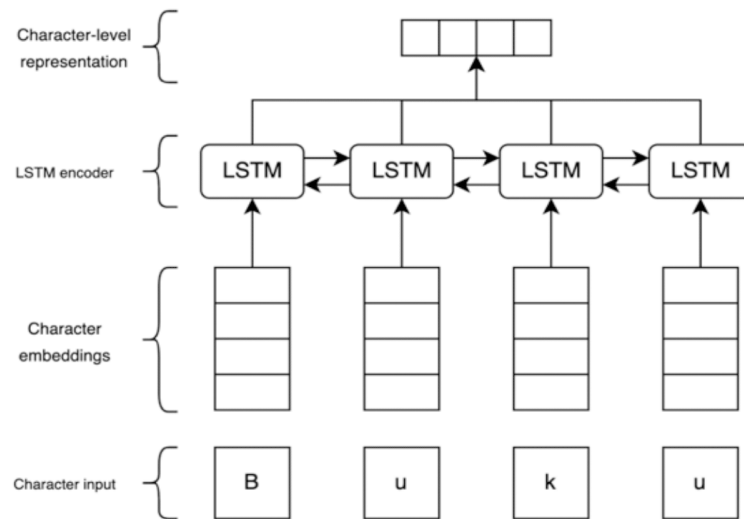 Character-level
representation
LSTM encoder
LSTM
LSTM
LSTM
LSTM
Character
embeddings
Character input
B
u
k
u